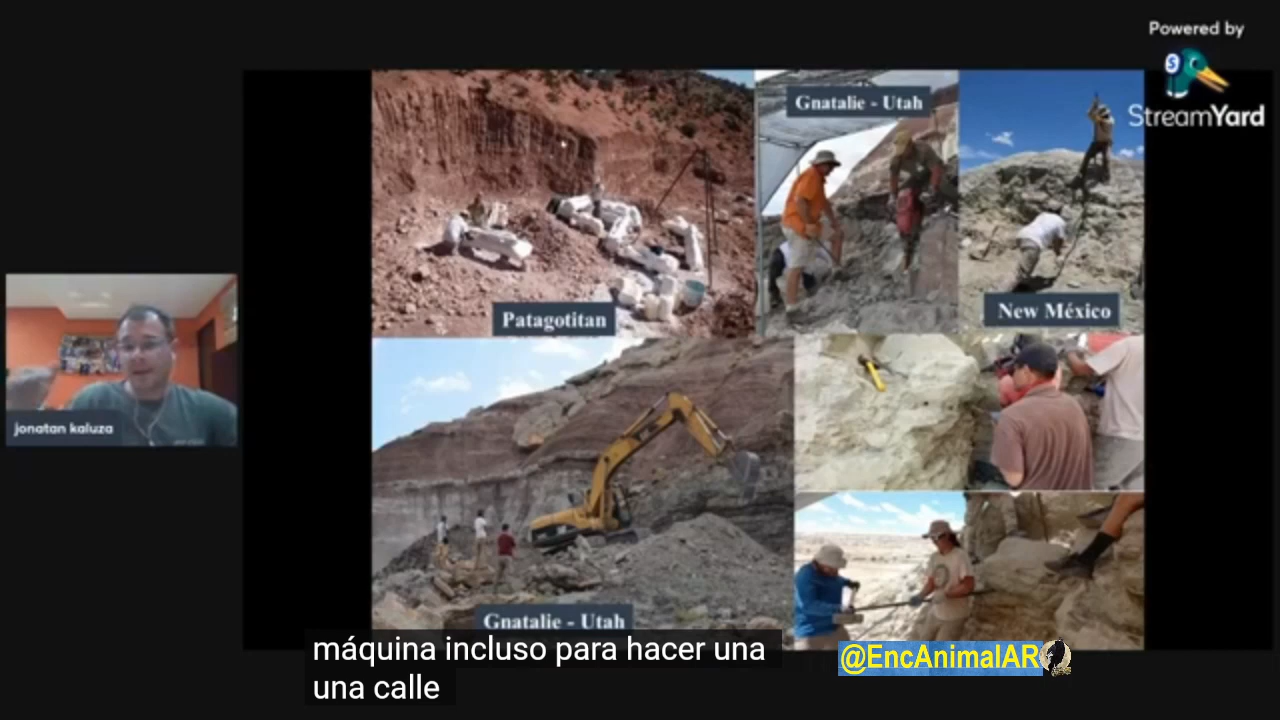 Powered by
StreamYard
Gnatalie - Utah
Patagotitan
New México
jonatan kaluza
Gnatalie - Utah
máquina incluso para hacer una
una calle
@EncAnimalAR